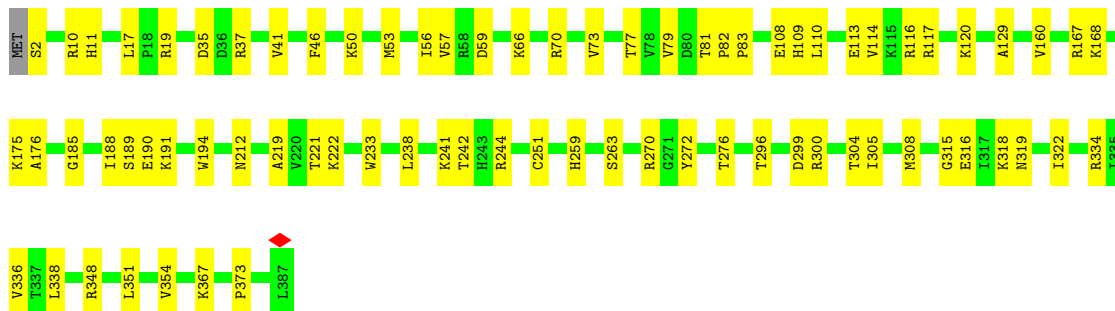 MET S2 R10 H11 L17 P18 R19 D35 D36 R37 V41 F46 K50 M53 I56 V57 R58 D59 K66 R70 V73 T77 V78 V79 D80 T81 P82 P83 E108 H109 L110 E113 V114 K115 R116 R117 K120 A129 V160 R167 K168
K175 A176 G185 I188 S189 E190 K191 W194 N212 A219 V220 T221 K222 W233 L238 K241 T242 H243 R244 C251 H259 S263 R270 G271 Y272 T276 T296 D299 R300 T304 I305 M308 G315 E316 I317 K318 N319 I322 R334 I335
V336 T337 L338 R348 L351 V354 K367 P373 L387